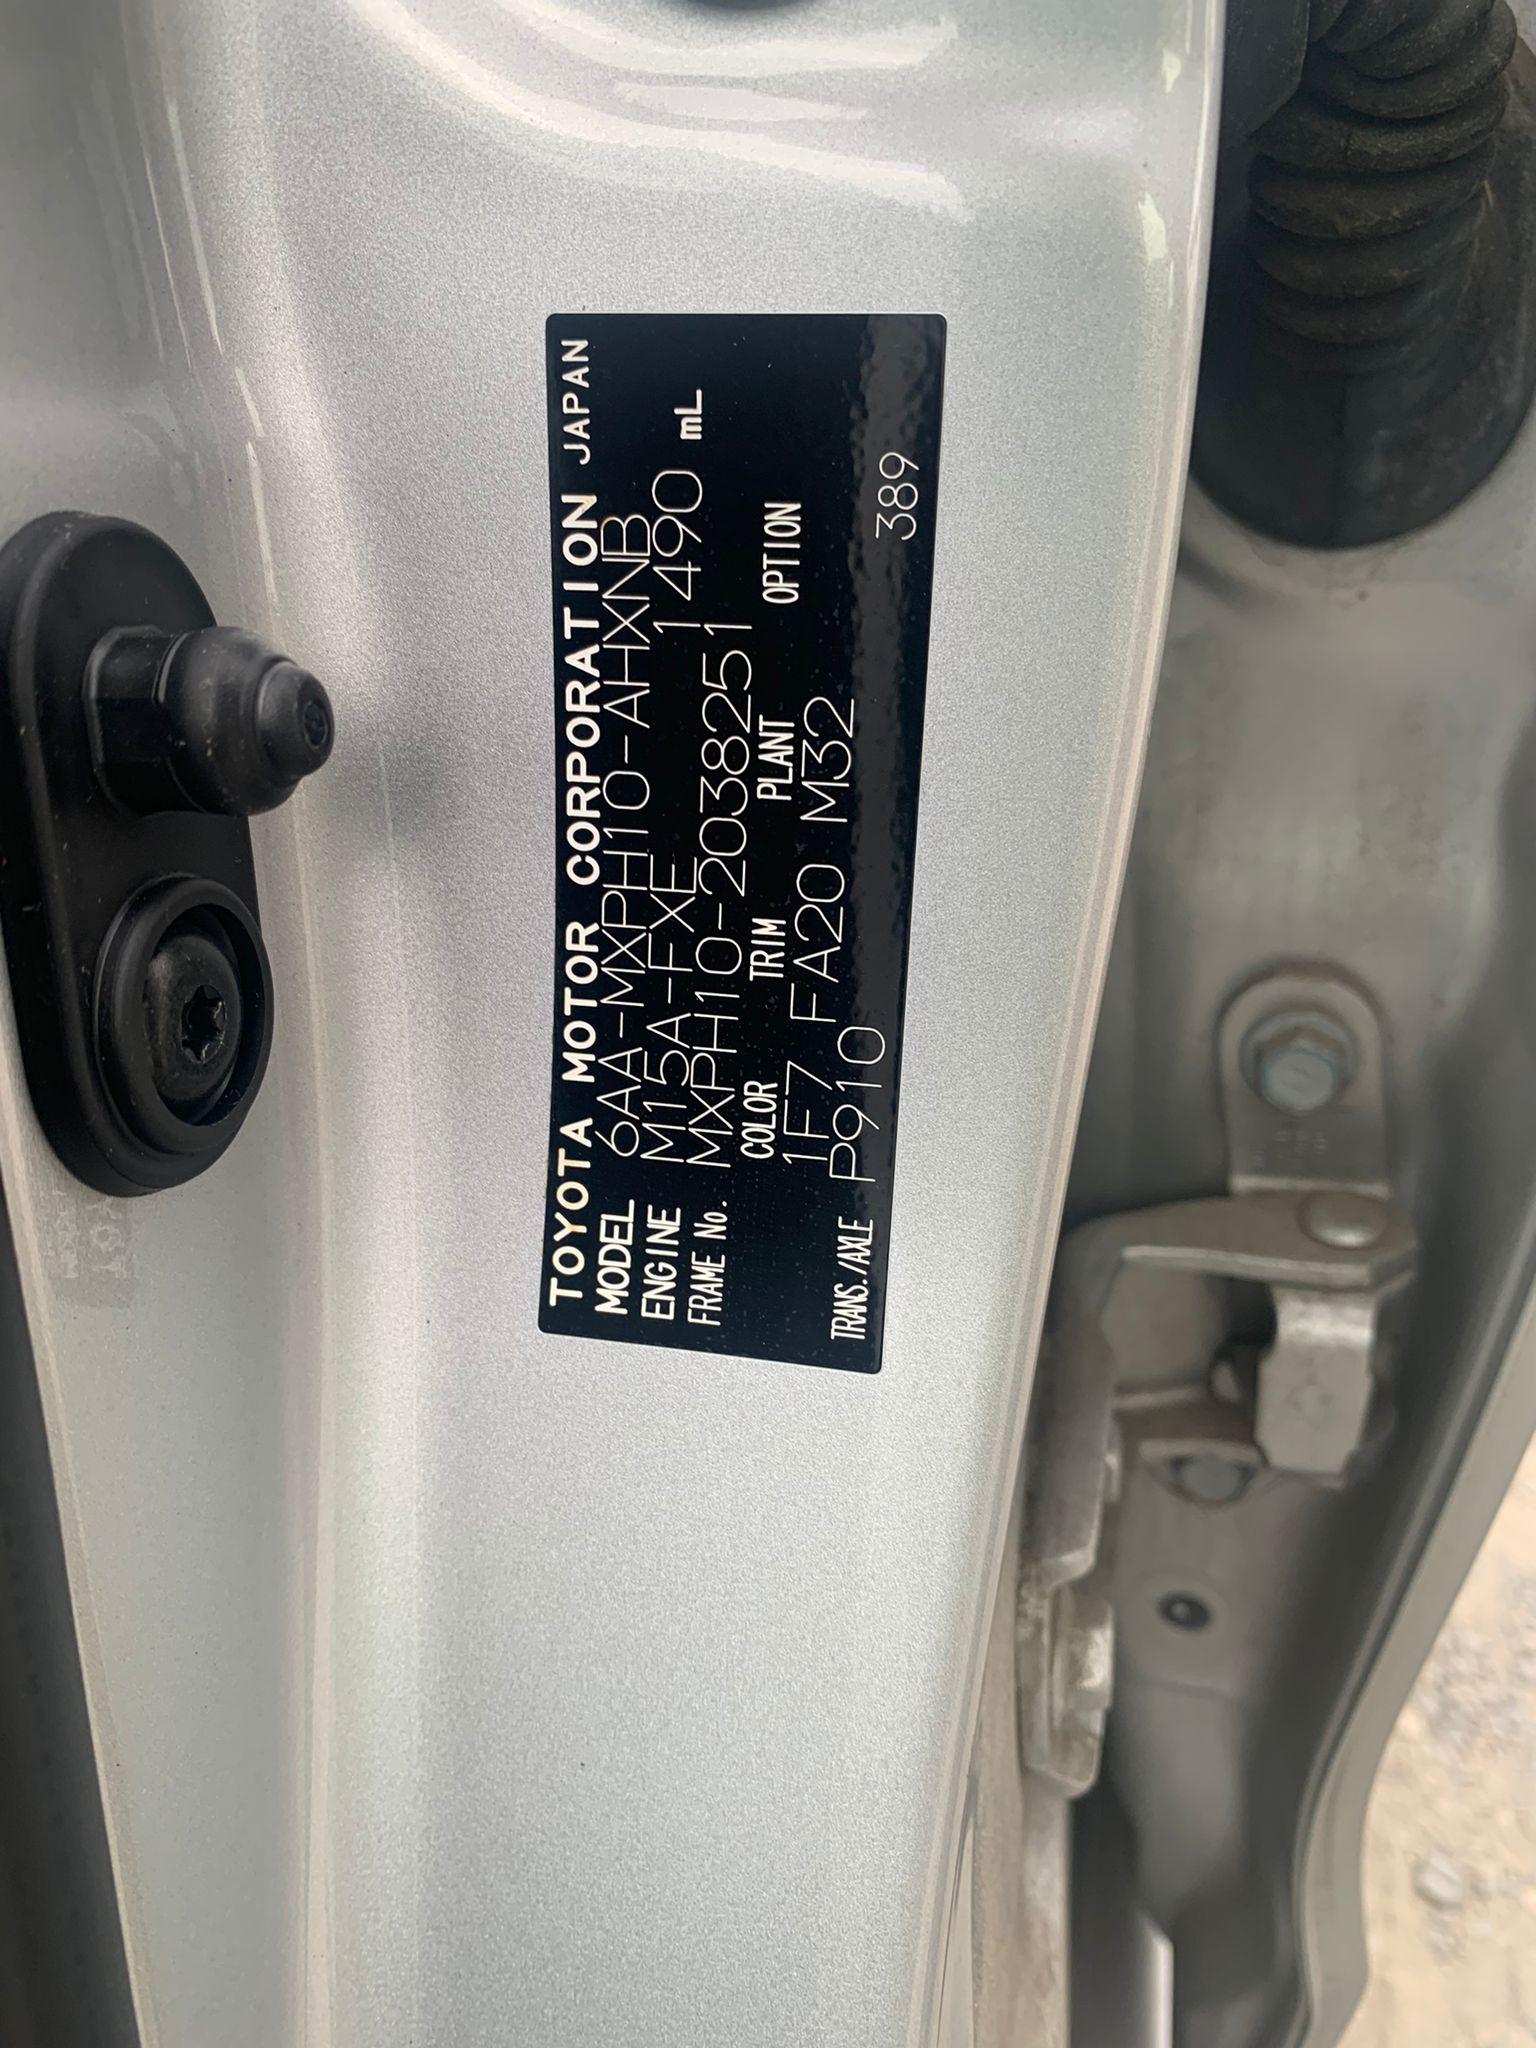 TOYOTA MOTOR CORPORATION JAPAN
MODEL 6AA-MXPH10-AHXNB
ENGINE M15A-FXE 1490 mL
FRAME No. MXPH10-2038251
COLOR TRIM PLANT OPTION
1F7 FA20 M32
TRANS./AXLE P910 389